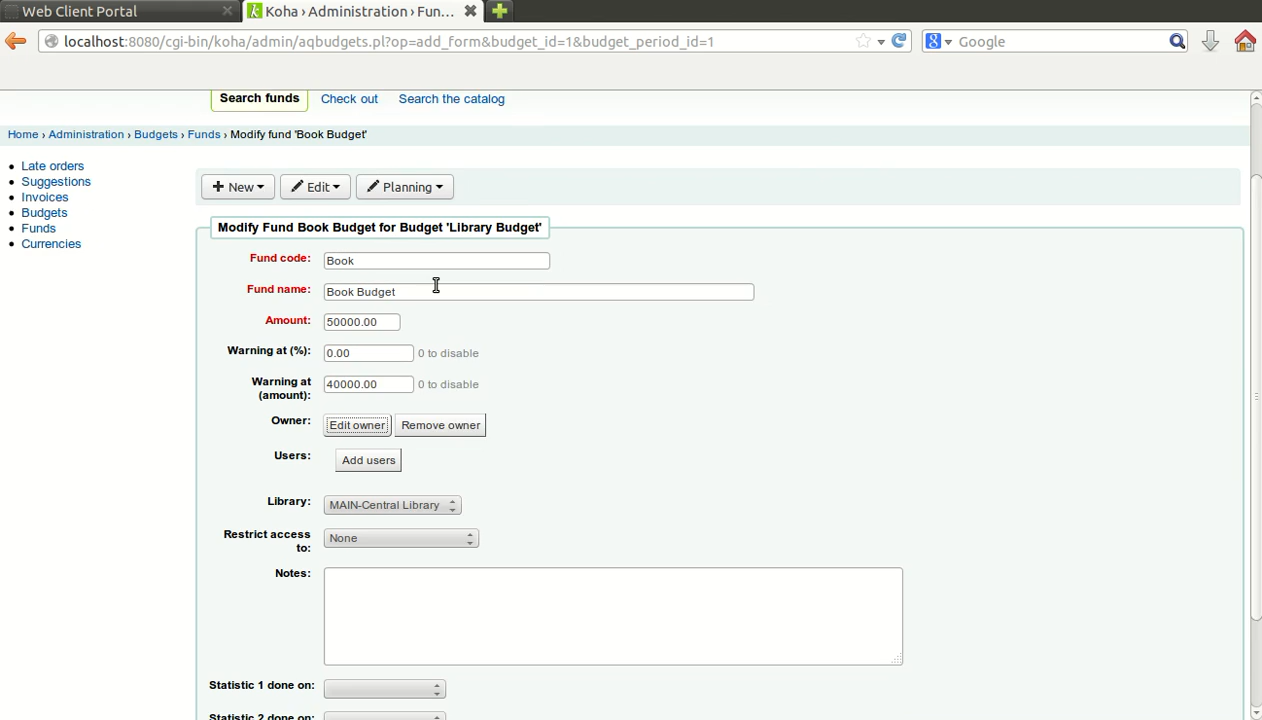 Web Client Portal
Koha › Administration › Fun...
localhost:8080/cgi-bin/koha/admin/aqbudgets.pl?op=add_form&budget_id=1&budget_period_id=1
Google
Search funds Check out Search the catalog
Home › Administration › Budgets › Funds › Modify fund 'Book Budget'
Late orders
Suggestions
Invoices
Budgets
Funds
Currencies
New Edit Planning
Modify Fund Book Budget for Budget 'Library Budget'
Fund code: Book
Fund name: Book Budget
Amount: 50000.00
Warning at (%): 0.00 0 to disable
Warning at (amount): 40000.00 0 to disable
Owner: Edit owner Remove owner
Users: Add users
Library: MAIN-Central Library
Restrict access to: None
Notes:
Statistic 1 done on:
Statistic 2 done on: